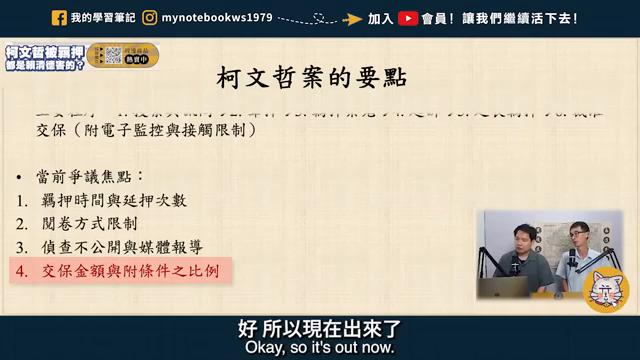 我的學習筆記 mynotebookws1979 加入 會員！讓我們繼續活下去！
柯文哲被羈押
都是賴清德害的？
熱賣中
柯文哲案的要點
交保（附電子監控與接觸限制）
• 當前爭議焦點：
1. 羈押時間與延押次數
2. 閱卷方式限制
3. 偵查不公開與媒體報導
4. 交保金額與附條件之比例
好 所以現在出來了
Okay, so it's out now.